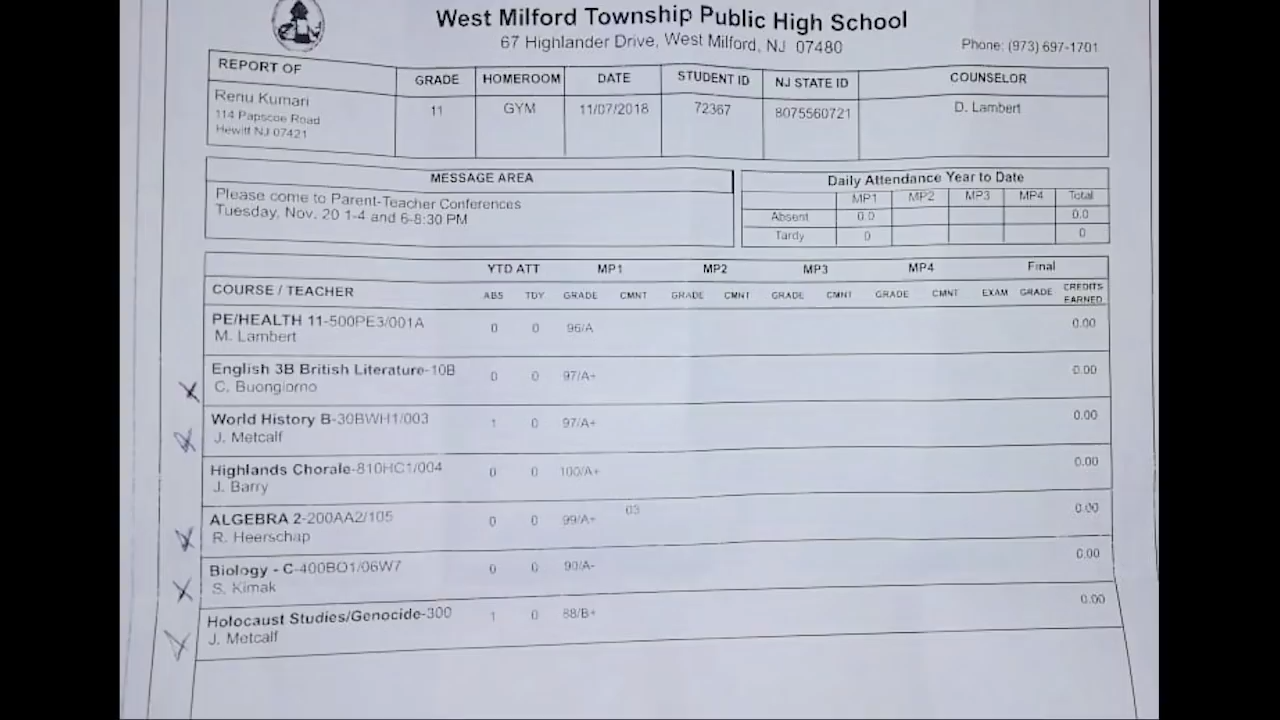 West Milford Township Public High School
67 Highlander Drive, West Milford, NJ 07480
Phone: (973) 697-1701
REPORT OF GRADE HOMEROOM DATE STUDENT ID NJ STATE ID COUNSELOR
Renu Kumari 11 GYM 11/07/2018 72367 8075560721 D. Lambert
114 Papscoe Road
Hewitt NJ 07421
MESSAGE AREA
Please come to Parent-Teacher Conferences
Tuesday, Nov. 20 1-4 and 6-8:30 PM
Daily Attendance Year to Date
MP1 MP2 MP3 MP4 Total
Absent 0.0 0.0
Tardy 0 0
YTD ATT MP1 MP2 MP3 MP4 Final
COURSE / TEACHER ABS TDY GRADE CMNT GRADE CMNT GRADE CMNT GRADE CMNT EXAM GRADE CREDITS EARNED
PE/HEALTH 11-500PE3/001A 0 0 96/A 0.00
M. Lambert
English 3B British Literature-10B 0 0 97/A+ 0.00
C. Buongiorno
World History B-30BWH1/003 1 0 97/A+ 0.00
J. Metcalf
Highlands Chorale-810HC1/004 0 0 100/A+ 0.00
J. Barry
ALGEBRA 2-200AA2/105 0 0 99/A+ 03 0.00
R. Heerschap
Biology - C-400BO1/06W7 0 0 90/A- 0.00
S. Kimak
Holocaust Studies/Genocide-300 1 0 88/B+ 0.00
J. Metcalf